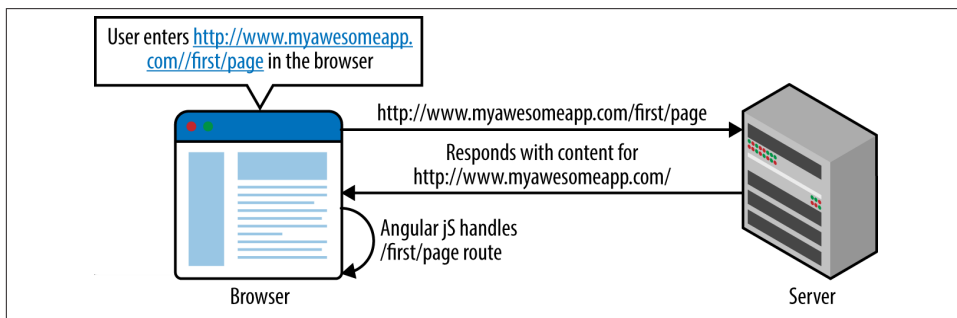 User enters http://www.myawesomeapp.
com//first/page in the browser
http://www.myawesomeapp.com/first/page
Responds with content for
http://www.myawesomeapp.com/
Angular jS handles
/first/page route
Browser
Server